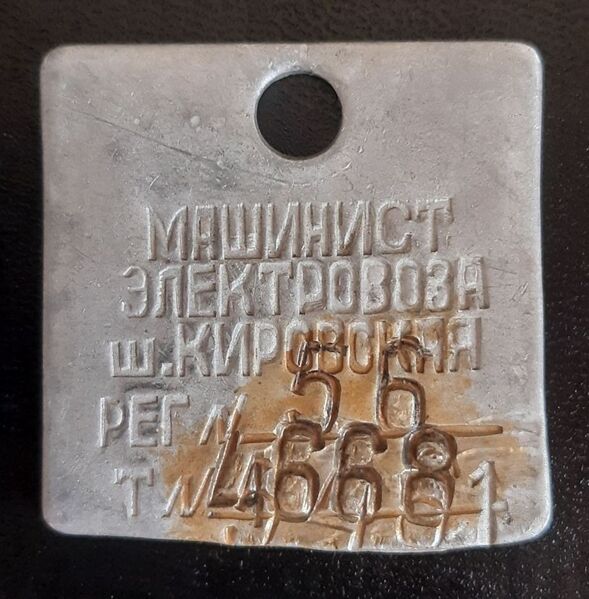 МАШИНИСТ
ЭЛЕКТРОВОЗА
Ш.КИРОВСКАЯ
56
РЕГ №
4668
Т №